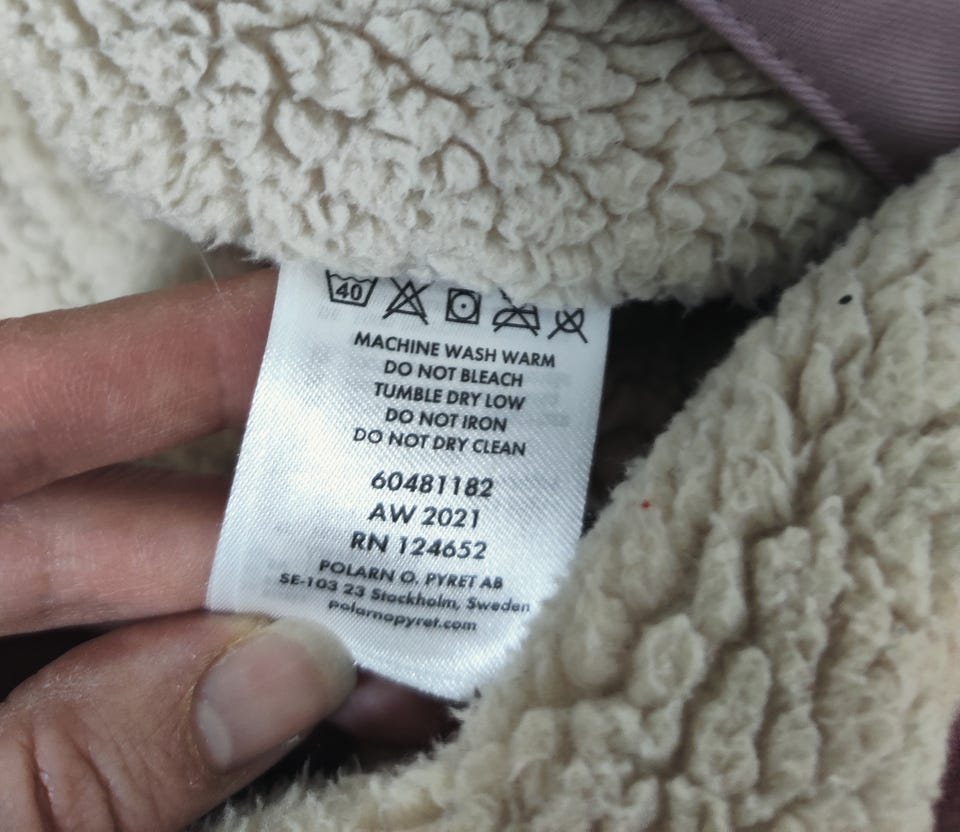 40
MACHINE WASH WARM
DO NOT BLEACH
TUMBLE DRY LOW
DO NOT IRON
DO NOT DRY CLEAN
60481182
AW 2021
RN 124652
POLARN O. PYRET AB
SE-103 23 Stockholm, Sweden
polarnopyret.com